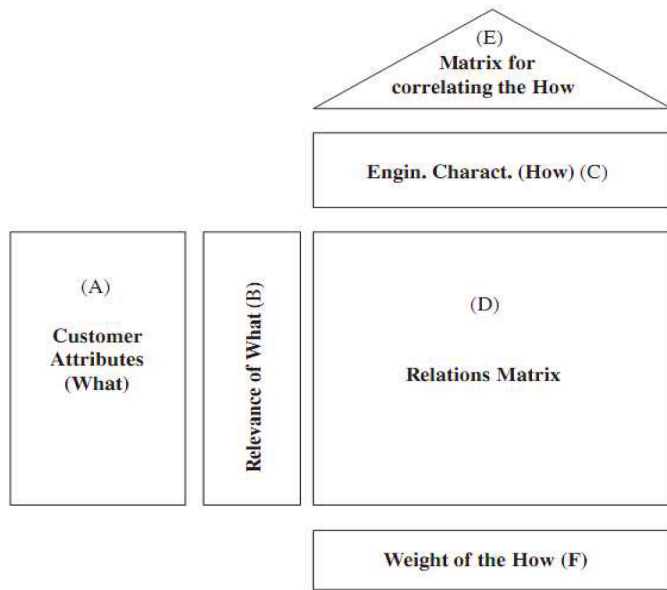 (E)
Matrix for
correlating the How
Engin. Charact. (How) (C)
(A)
Customer
Attributes
(What)
Relevance of What (B)
(D)
Relations Matrix
Weight of the How (F)